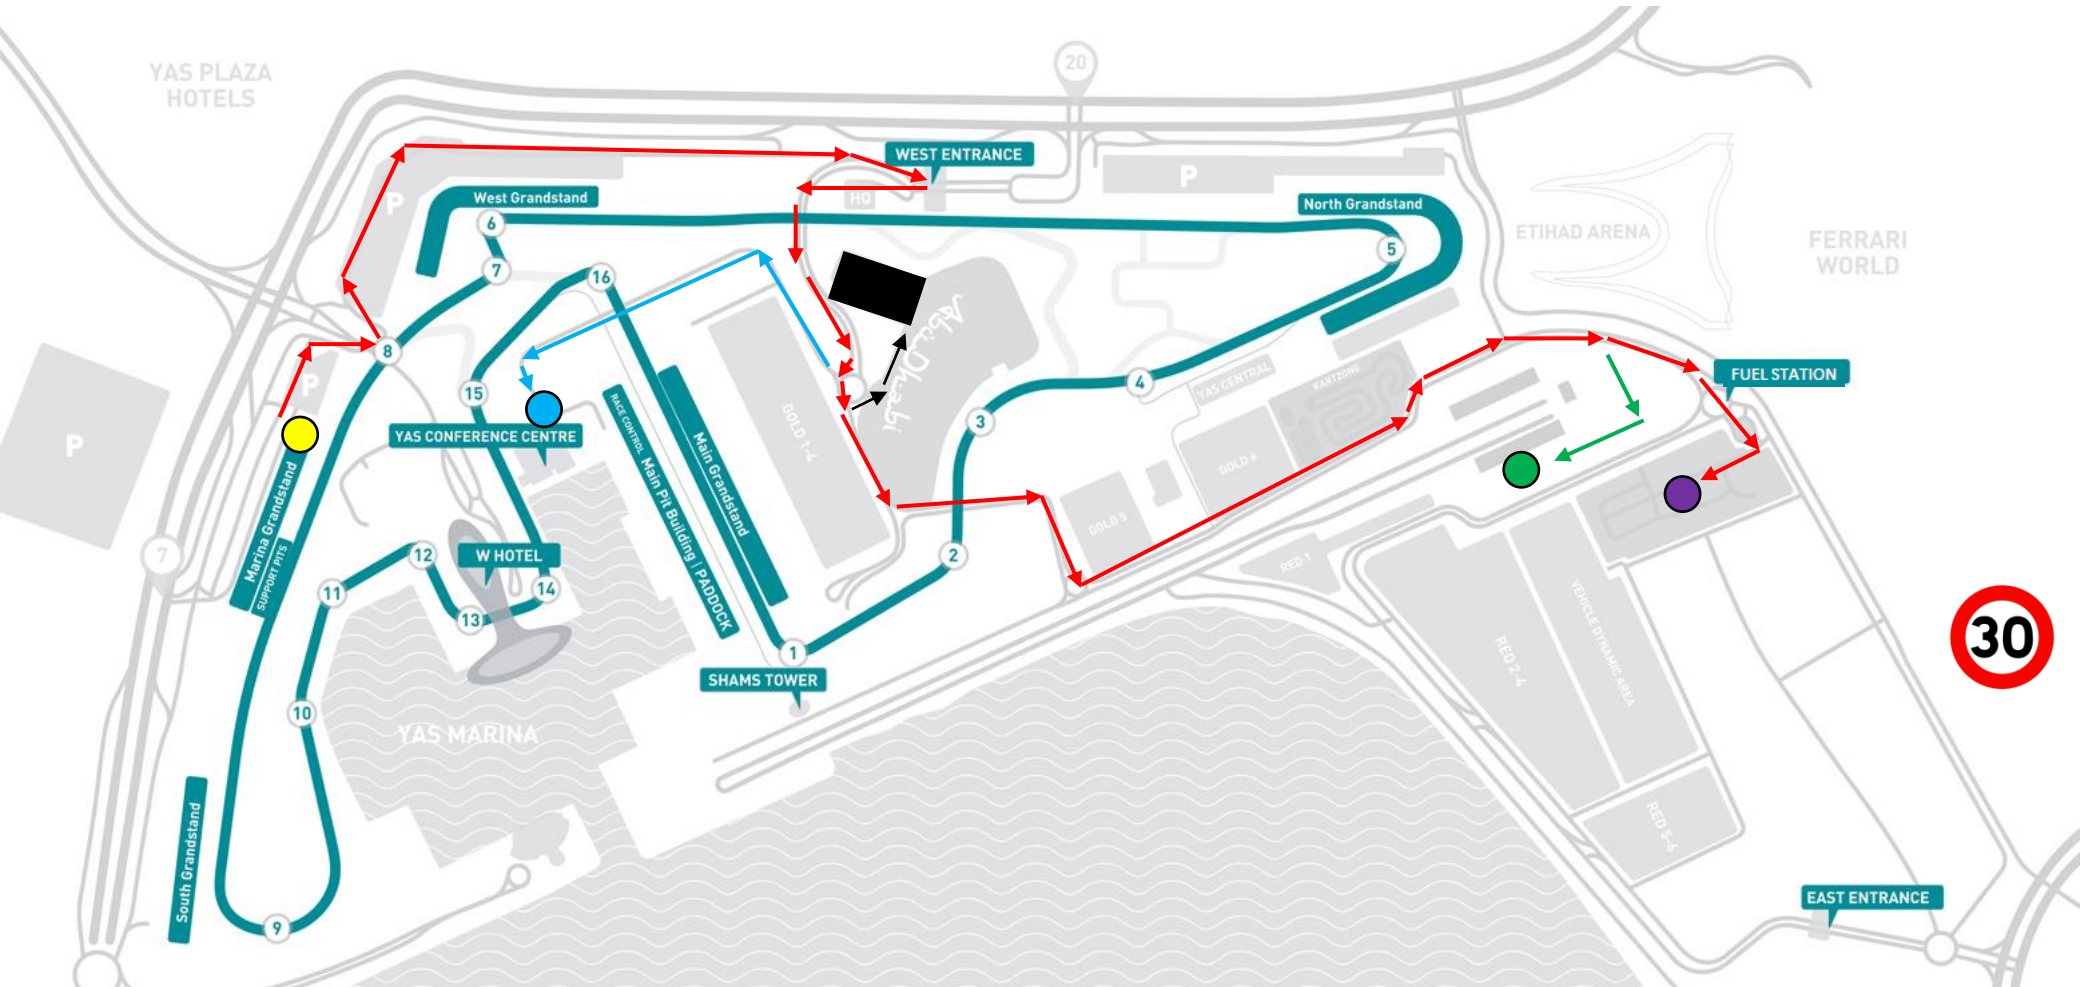 YAS PLAZA
HOTELS
20
WEST ENTRANCE
P
HQ
P
West Grandstand
North Grandstand
6
5
ETIHAD ARENA
FERRARI
WORLD
7
16
Abu Dhabi
8
FUEL STATION
P
15
4
YAS CENTRAL
KARTZONE
3
GOLD 1-4
YAS CONFERENCE CENTRE
RACE CONTROL Main Pit Building | PADDOCK
Main Grandstand
P
GOLD 6
Marina Grandstand
SUPPORT PITS
GOLD 5
7
12
W HOTEL
2
RED 1
11
14
13
VEHICLE DYNAMIC AREA
RED 2-4
30
1
SHAMS TOWER
10
YAS MARINA
RED 5-6
South Grandstand
9
EAST ENTRANCE